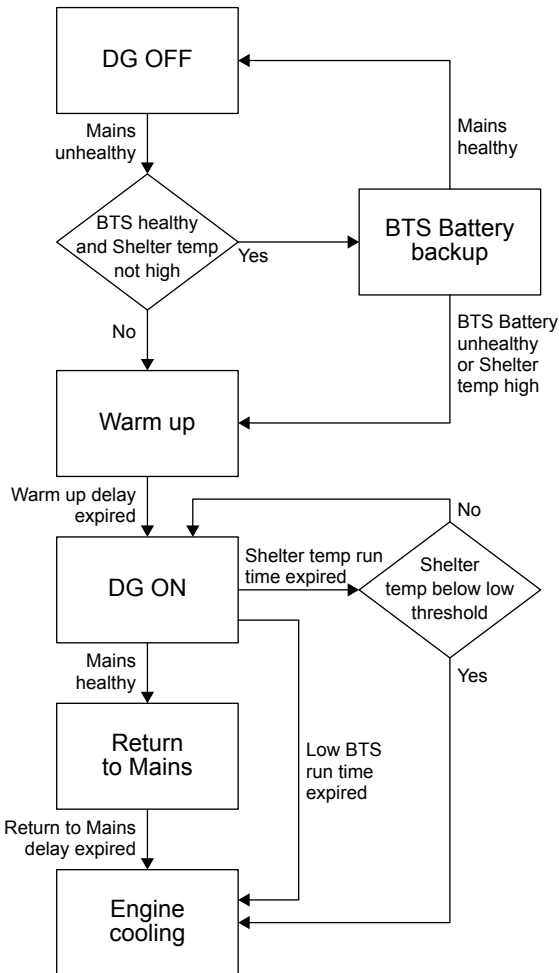 DG OFF
Mains
unhealthy
Mains
healthy
BTS healthy
and Shelter temp
not high
Yes
BTS Battery
backup
No
BTS Battery
unhealthy
or Shelter
temp high
Warm up
Warm up delay
expired
No
DG ON
Shelter temp run
time expired
Shelter
temp below low
threshold
Mains
healthy
Yes
Return
to Mains
Low BTS
run time
expired
Return to Mains
delay expired
Engine
cooling